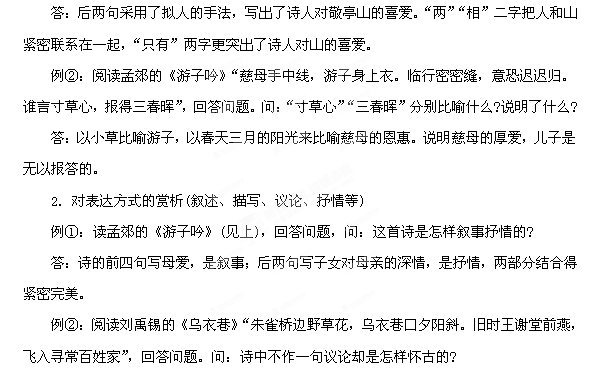 答：后两句采用了拟人的手法，写出了诗人对敬亭山的喜爱。“两”“相”二字把人和山
紧密联系在一起，“只有”两字更突出了诗人对山的喜爱。
例②：阅读孟郊的《游子吟》“慈母手中线，游子身上衣。临行密密缝，意恐迟迟归。
谁言寸草心，报得三春晖”，回答问题。问：“寸草心”“三春晖”分别比喻什么?说明了什么?
答：以小草比喻游子，以春天三月的阳光来比喻慈母的恩惠。说明慈母的厚爱，儿子是
无以报答的。
2. 对表达方式的赏析(叙述、描写、议论、抒情等)
例①：读孟郊的《游子吟》(见上)，回答问题，问：这首诗是怎样叙事抒情的?
答：诗的前四句写母爱，是叙事；后两句写子女对母亲的深情，是抒情，两部分结合得
紧密完美。
例②：阅读刘禹锡的《乌衣巷》“朱雀桥边野草花，乌衣巷口夕阳斜。旧时王谢堂前燕，
飞入寻常百姓家”，回答问题。问：诗中不作一句议论却是怎样怀古的?